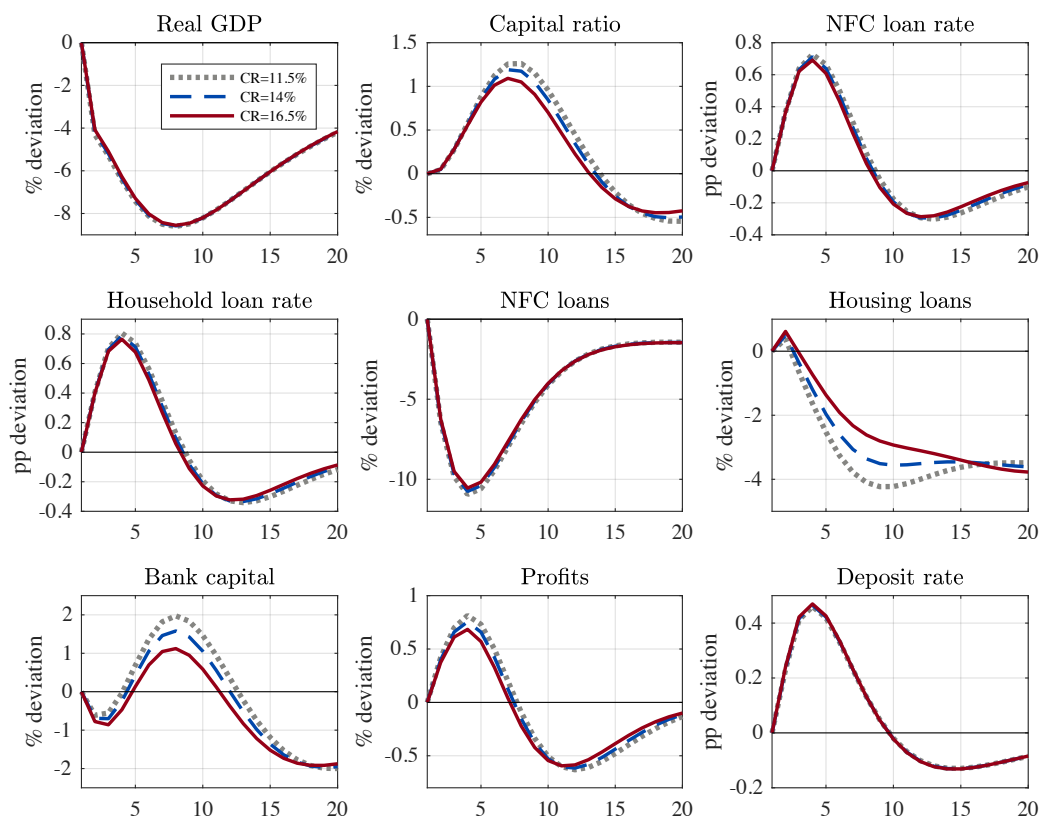 Real GDP
% deviation
0
-2
-4
-6
-8
5 10 15 20
CR=11.5%
CR=14%
CR=16.5%
Capital ratio
% deviation
1.5
1
0.5
0
-0.5
5 10 15 20
NFC loan rate
pp deviation
0.8
0.6
0.4
0.2
0
-0.2
-0.4
5 10 15 20
Household loan rate
pp deviation
0.8
0.6
0.4
0.2
0
-0.2
-0.4
5 10 15 20
NFC loans
% deviation
0
-5
-10
5 10 15 20
Housing loans
% deviation
0
-2
-4
5 10 15 20
Bank capital
% deviation
2
1
0
-1
-2
5 10 15 20
Profits
% deviation
1
0.5
0
-0.5
5 10 15 20
Deposit rate
pp deviation
0.4
0.2
0
-0.2
5 10 15 20